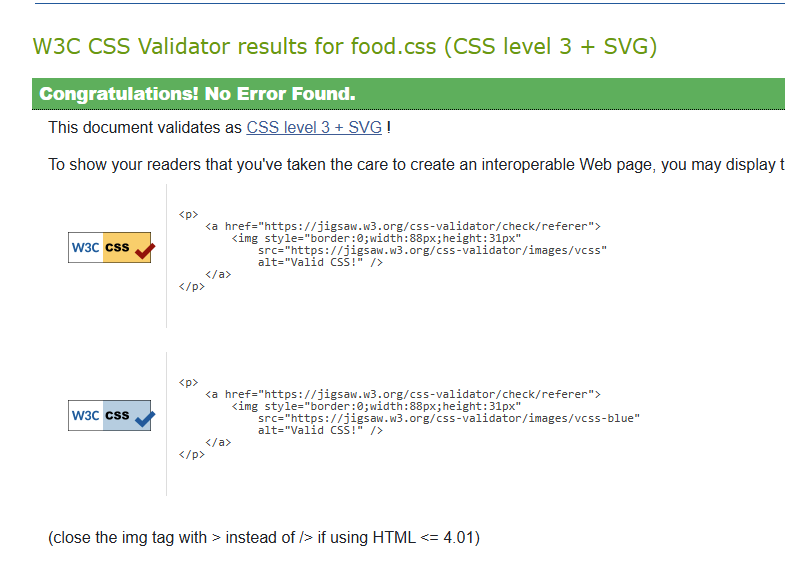 W3C CSS Validator results for food.css (CSS level 3 + SVG)
Congratulations! No Error Found.
This document validates as CSS level 3 + SVG !
To show your readers that you've taken the care to create an interoperable Web page, you may display t
W3C css
<p>
    <a href="https://jigsaw.w3.org/css-validator/check/referer">
        <img style="border:0;width:88px;height:31px"
            src="https://jigsaw.w3.org/css-validator/images/vcss"
            alt="Valid CSS!" />
    </a>
</p>
W3C css
<p>
    <a href="https://jigsaw.w3.org/css-validator/check/referer">
        <img style="border:0;width:88px;height:31px"
            src="https://jigsaw.w3.org/css-validator/images/vcss-blue"
            alt="Valid CSS!" />
    </a>
</p>
(close the img tag with > instead of /> if using HTML <= 4.01)